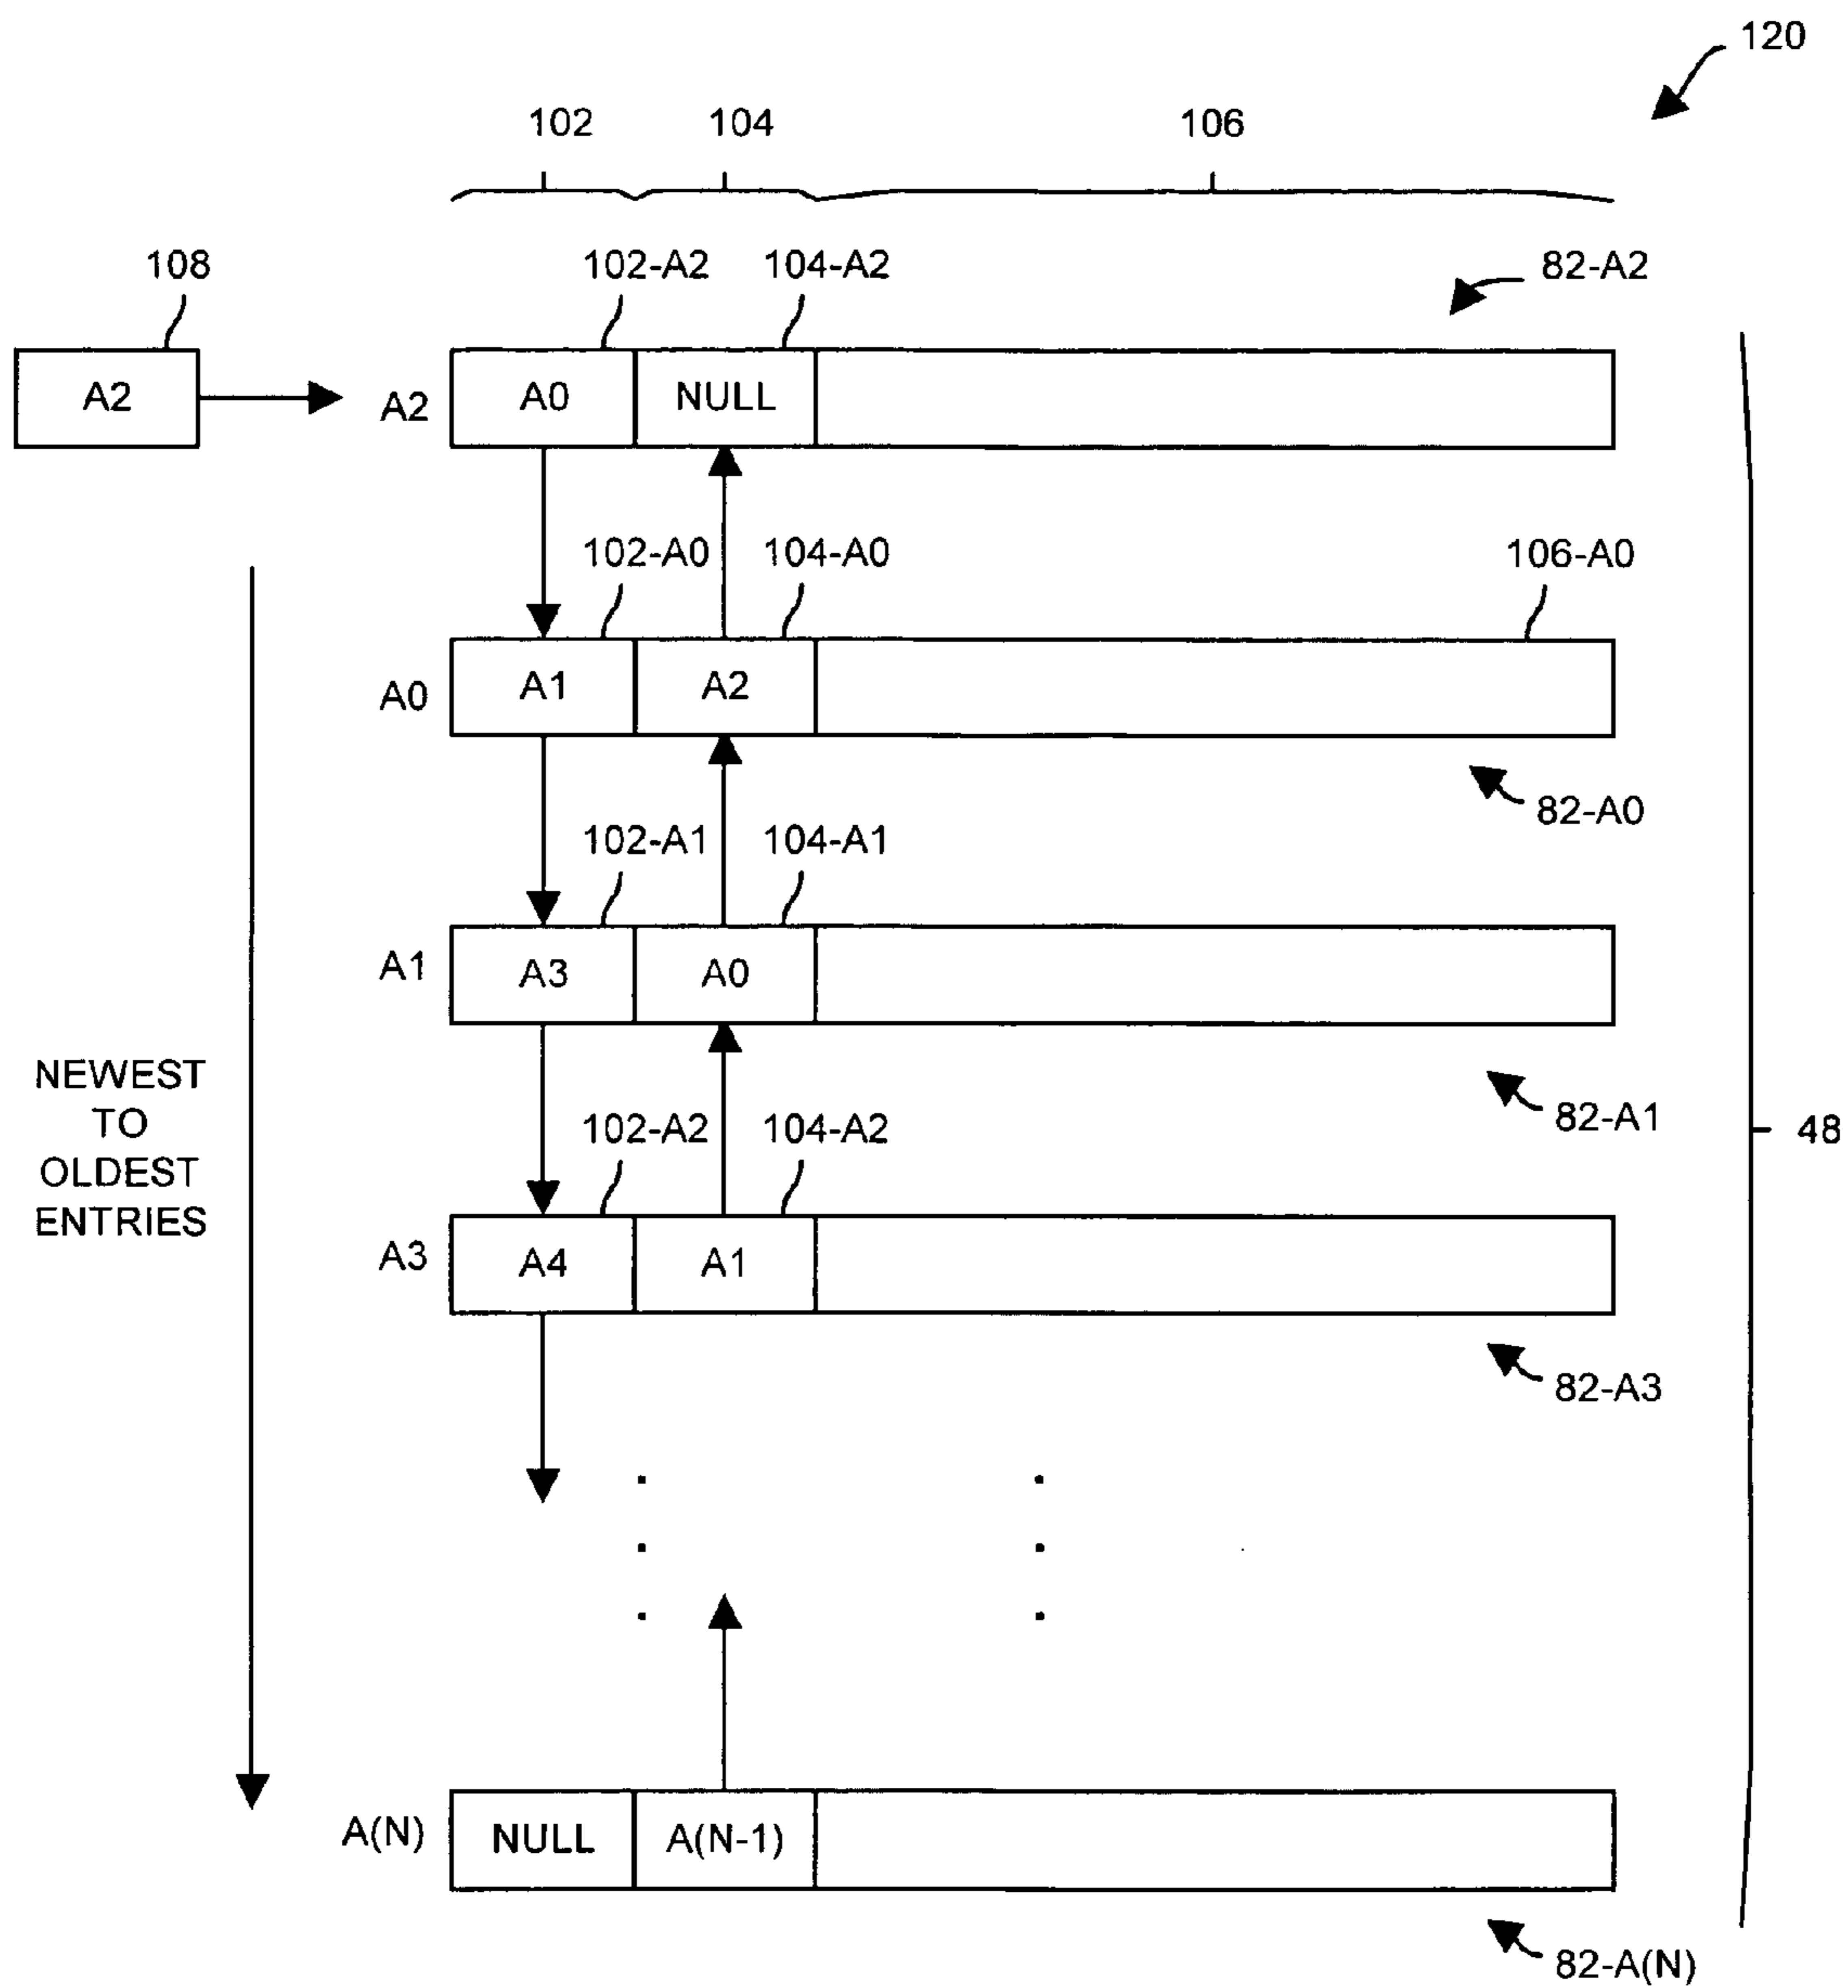 120
102 104 106
108 102-A2 104-A2 82-A2
A2 A2 A0 NULL
102-A0 104-A0 106-A0
A0 A1 A2
82-A0
102-A1 104-A1
A1 A3 A0
82-A1
48
NEWEST
TO
OLDEST
ENTRIES
102-A2 104-A2
A3 A4 A1
82-A3
A(N) NULL A(N-1)
82-A(N)